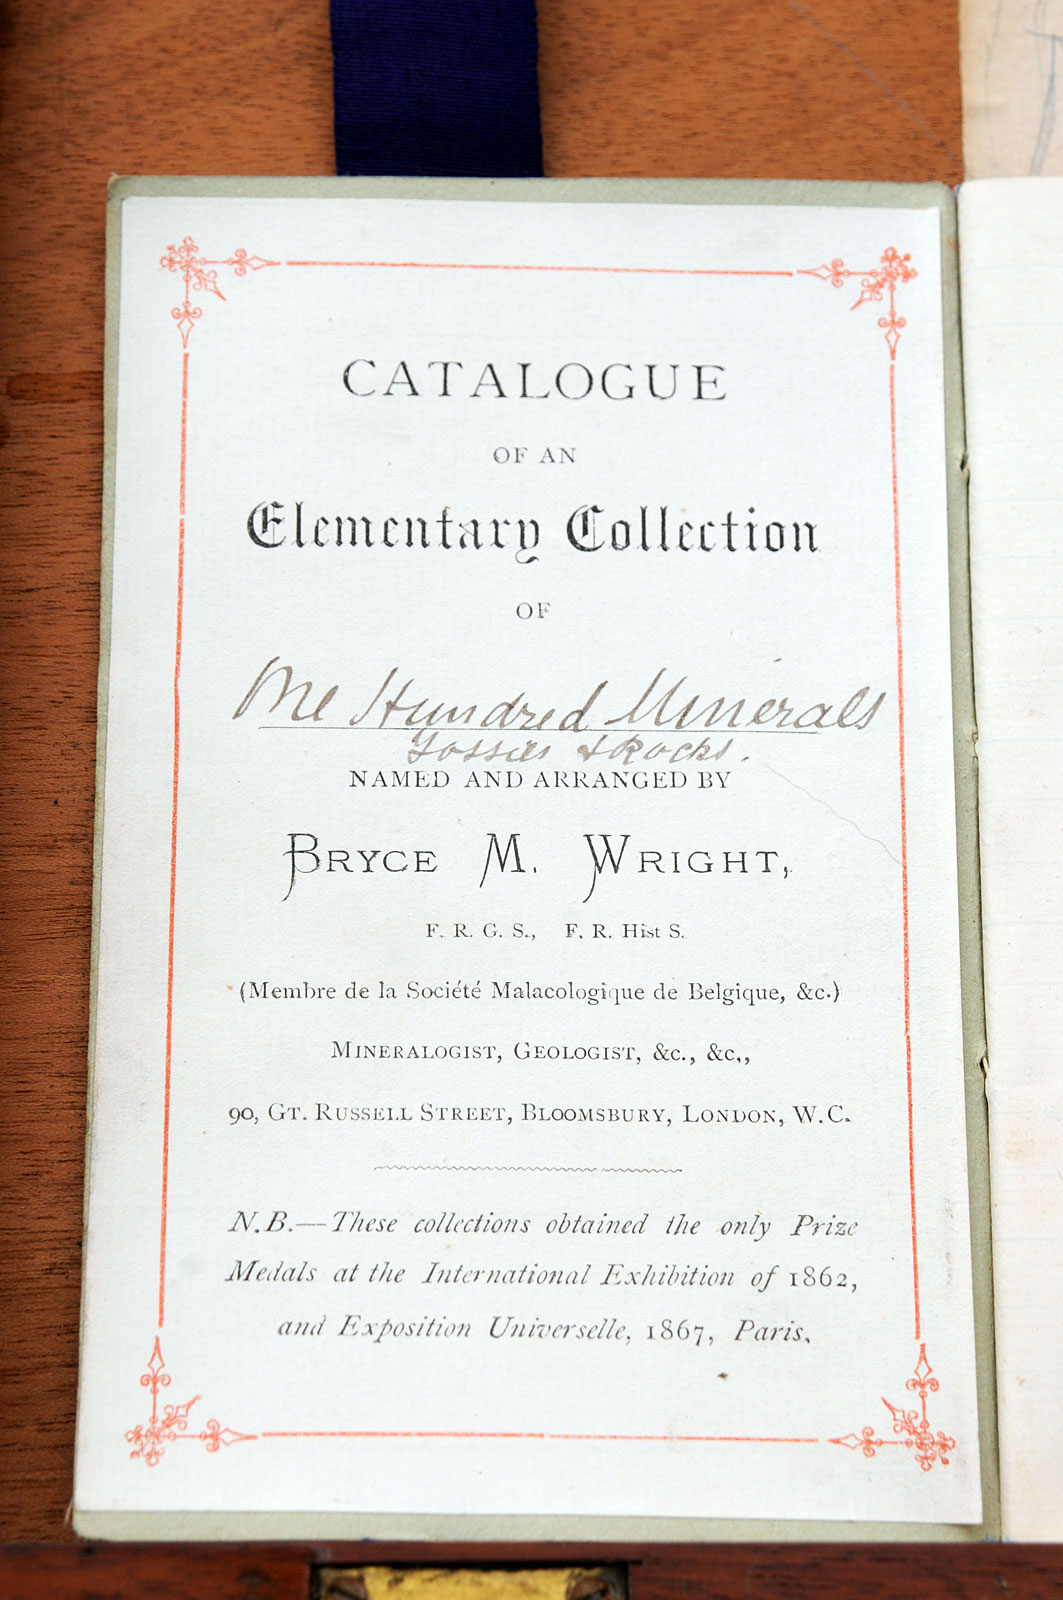 CATALOGUE
OF AN
Elementary Collection
OF
One Hundred Minerals
Fossils & Rocks.
NAMED AND ARRANGED BY
BRYCE M. WRIGHT,
F. R. G. S., F. R. Hist S.
(Membre de la Société Malacologique de Belgique, &c.)
MINERALOGIST, GEOLOGIST, &c., &c.,
90, GT. RUSSELL STREET, BLOOMSBURY, LONDON, W.C.
N.B.—These collections obtained the only Prize
Medals at the International Exhibition of 1862,
and Exposition Universelle, 1867, Paris.